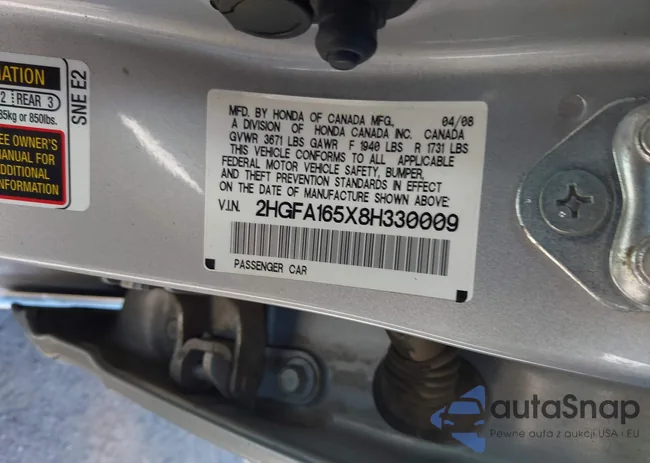 ATION
2 REAR 3
85kg or 850lbs.
EE OWNER'S
MANUAL FOR
ADDITIONAL
INFORMATION
SNE E2
MFD. BY HONDA OF CANADA MFG. 04/08
A DIVISION OF HONDA CANADA INC. CANADA
GVWR 3671 LBS GAWR F 1940 LBS R 1731 LBS
THIS VEHICLE CONFORMS TO ALL APPLICABLE
FEDERAL MOTOR VEHICLE SAFETY, BUMPER,
AND THEFT PREVENTION STANDARDS IN EFFECT
ON THE DATE OF MANUFACTURE SHOWN ABOVE:
V.I.N. 2HGFA165X8H330009
PASSENGER CAR
autaSnap
Pewne auta z aukcji USA i EU